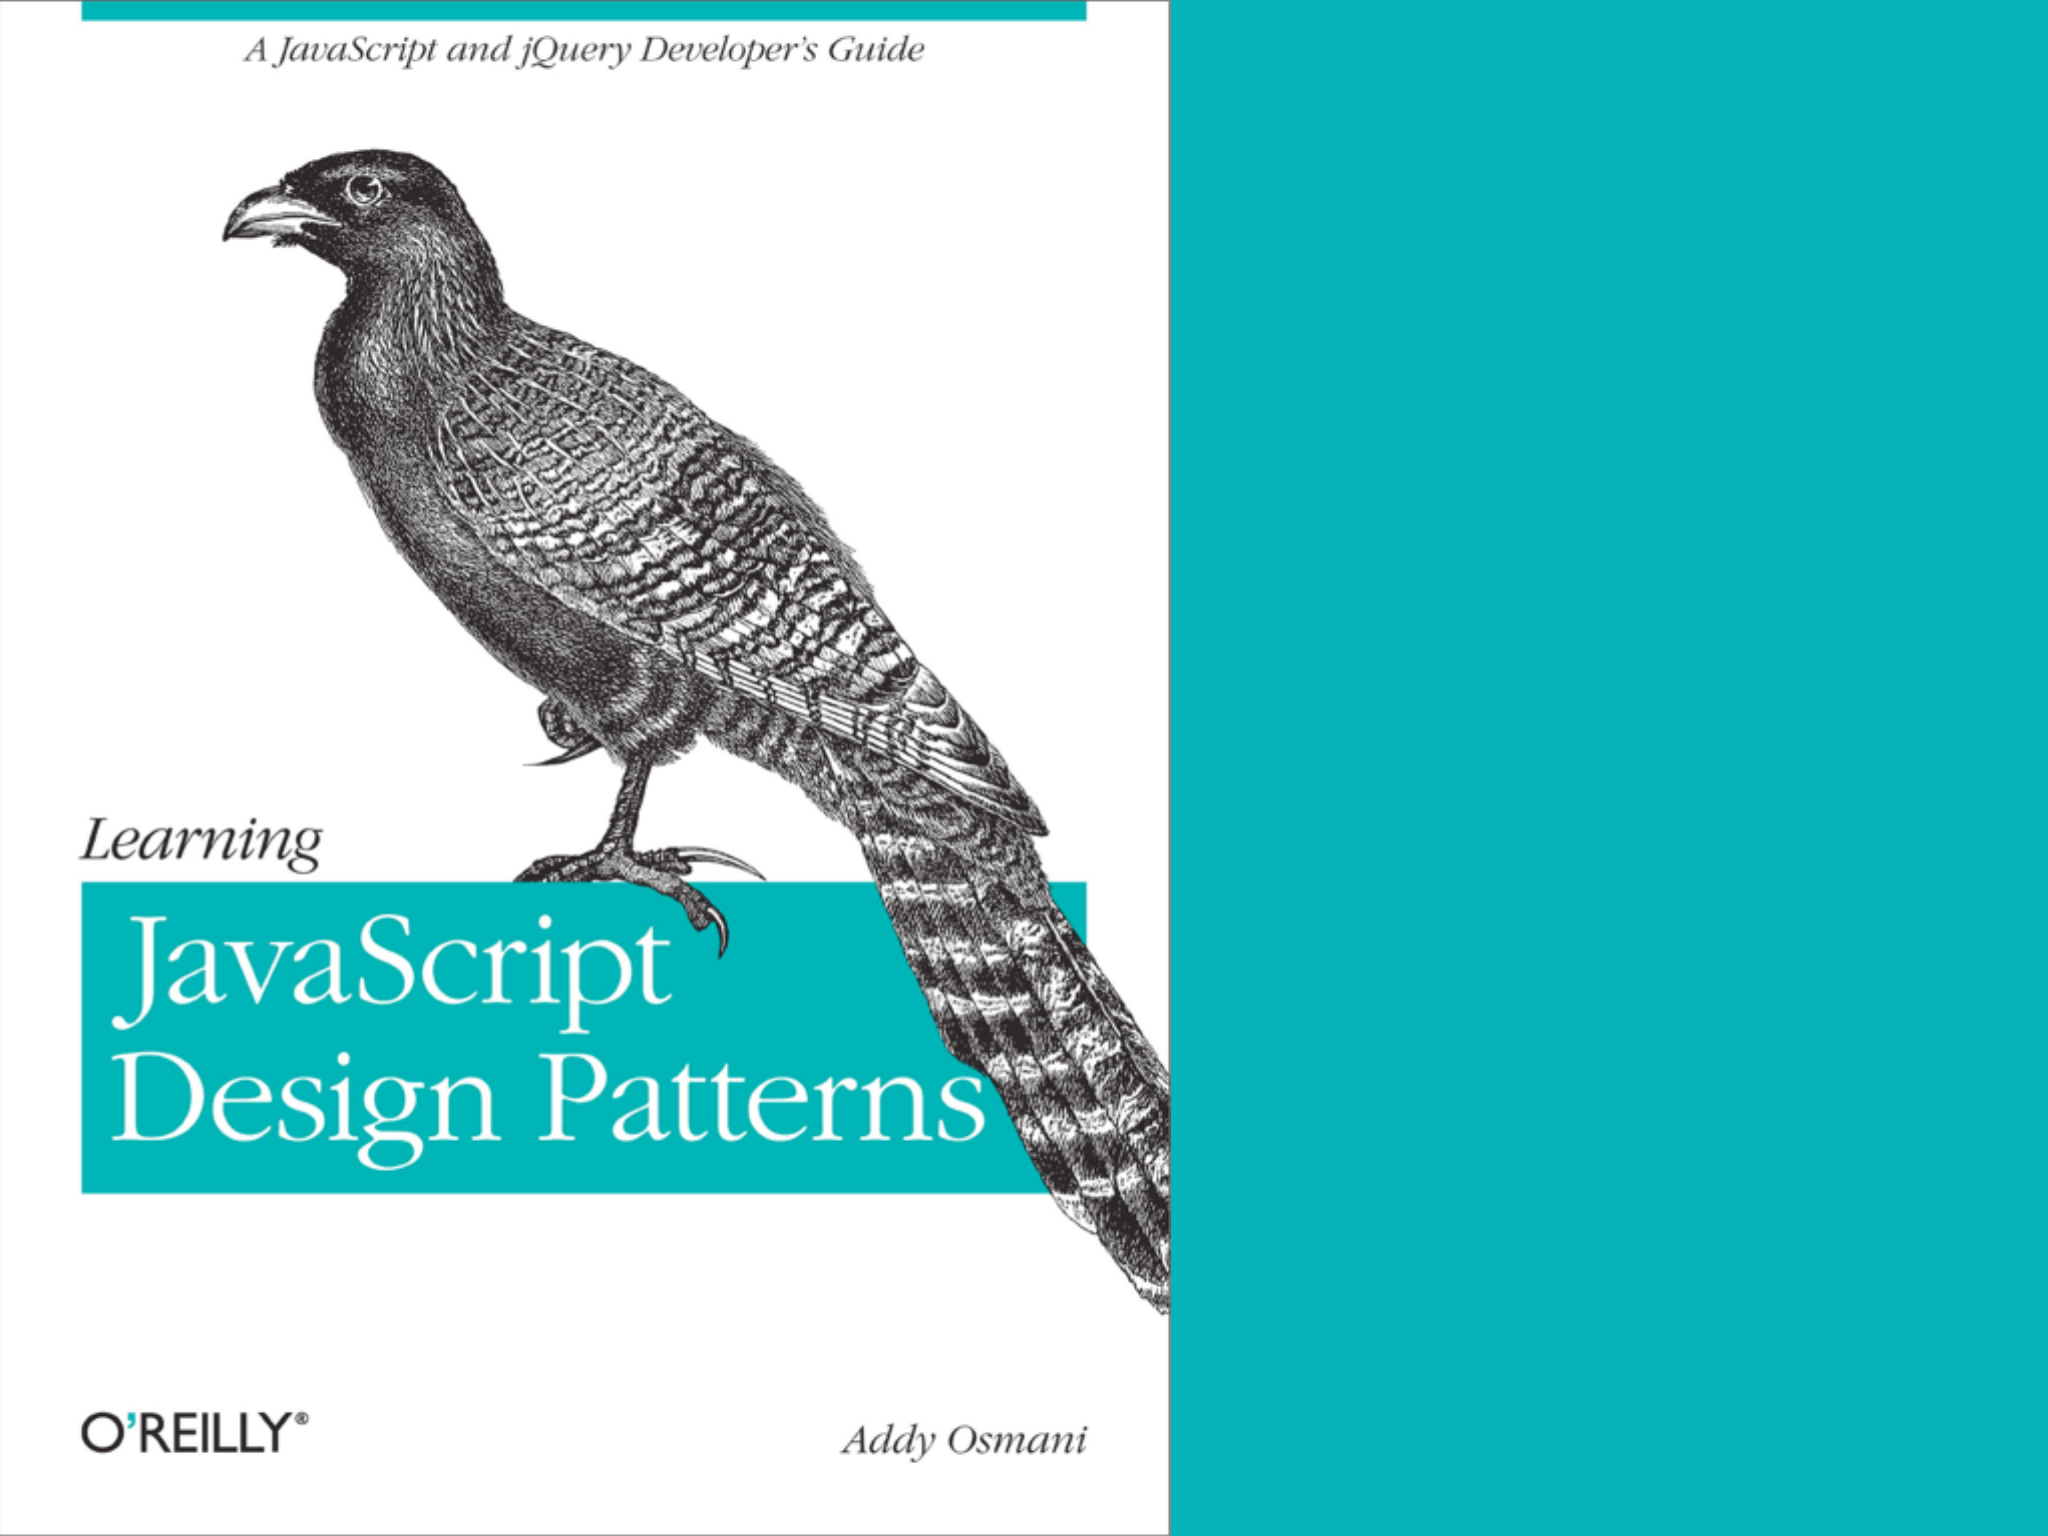 A JavaScript and jQuery Developer’s Guide
Learning
JavaScript
Design Patterns
O’REILLY®
Addy Osmani